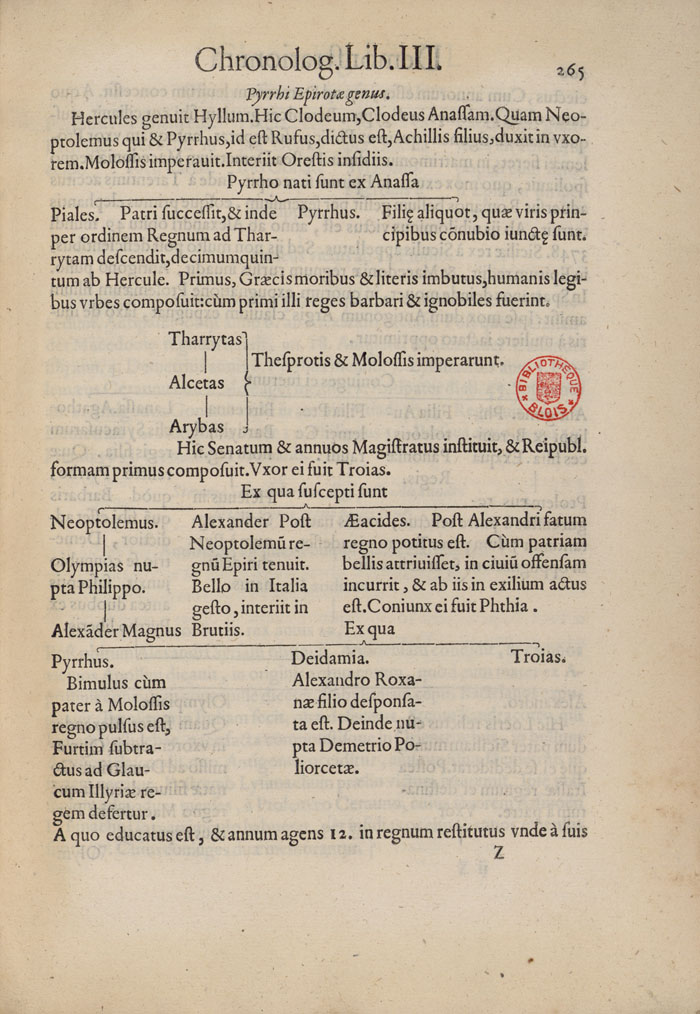 Chronolog. Lib. III.
265
Pyrrhi Epirotæ genus.
Hercules genuit Hyllum. Hic Clodeum, Clodeus Anaſſam. Quam Neo-
ptolemus qui & Pyrrhus, id eſt Rufus, dictus eſt, Achillis filius, duxit in vxo-
rem. Moloſſis imperauit. Interiit Oreſtis inſidiis.
Pyrrho nati ſunt ex Anaſſa
Piales. Patri ſucceſſit, & inde
per ordinem Regnum ad Thar-
rytam deſcendit, decimumquin-
Pyrrhus.
Filię aliquot, quæ viris prin-
cipibus cōnubio iunctę ſunt.
tum ab Hercule. Primus, Græcis moribus & literis imbutus, humanis legi-
bus vrbes compoſuit: cùm primi illi reges barbari & ignobiles fuerint.
Tharrytas
Alcetas
Arybas
Theſprotis & Moloſſis imperarunt.
BIBLIOTHÈQUE
BLOIS
Hic Senatum & annuos Magiſtratus inſtituit, & Reipubl.
formam primus compoſuit. Vxor ei fuit Troias.
Ex qua ſuſcepti ſunt
Neoptolemus.
Olympias nu-
pta Philippo.
Alexāder Magnus
Alexander Poſt
Neoptolemū re-
gnū Epiri tenuit.
Bello in Italia
geſto, interiit in
Brutiis.
Æacides. Poſt Alexandri fatum
regno potitus eſt. Cùm patriam
bellis attriuiſſet, in ciuiū offenſam
incurrit, & ab iis in exilium actus
eſt. Coniunx ei fuit Phthia.
Ex qua
Pyrrhus.
Bimulus cùm
pater à Moloſſis
regno pulſus eſt,
Furtim ſubtra-
ctus ad Glau-
cum Illyriæ re-
gem defertur.
Deidamia.
Alexandro Roxa-
næ filio deſponſa-
ta eſt. Deinde nu-
pta Demetrio Po-
liorcetæ.
Troias.
A quo educatus eſt, & annum agens 12. in regnum reſtitutus vnde à ſuis
Z